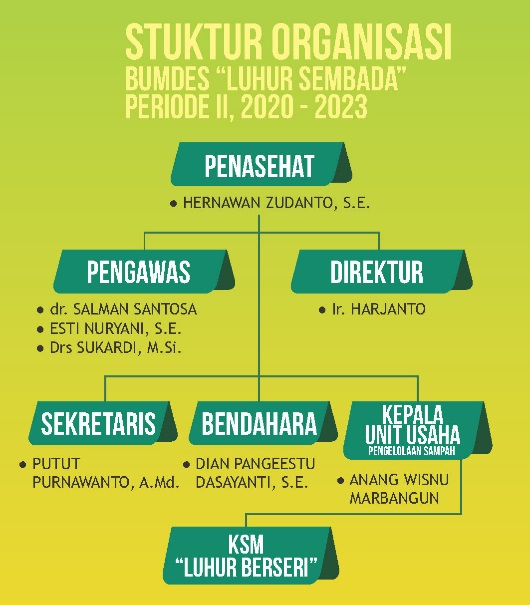 STUKTUR ORGANISASI
BUMDES “LUHUR SEMBADA”
PERIODE II, 2020 - 2023
PENASEHAT
● HERNAWAN ZUDANTO, S.E.
PENGAWAS
● dr. SALMAN SANTOSA
● ESTI NURYANI, S.E.
● Drs SUKARDI, M.Si.
DIREKTUR
● Ir. HARJANTO
SEKRETARIS
● PUTUT
PURNAWANTO, A.Md.
BENDAHARA
● DIAN PANGEESTU
DASAYANTI, S.E.
KEPALA
UNIT USAHA
PENGELOLAAN SAMPAH
● ANANG WISNU
MARBANGUN
KSM
“LUHUR BERSERI”